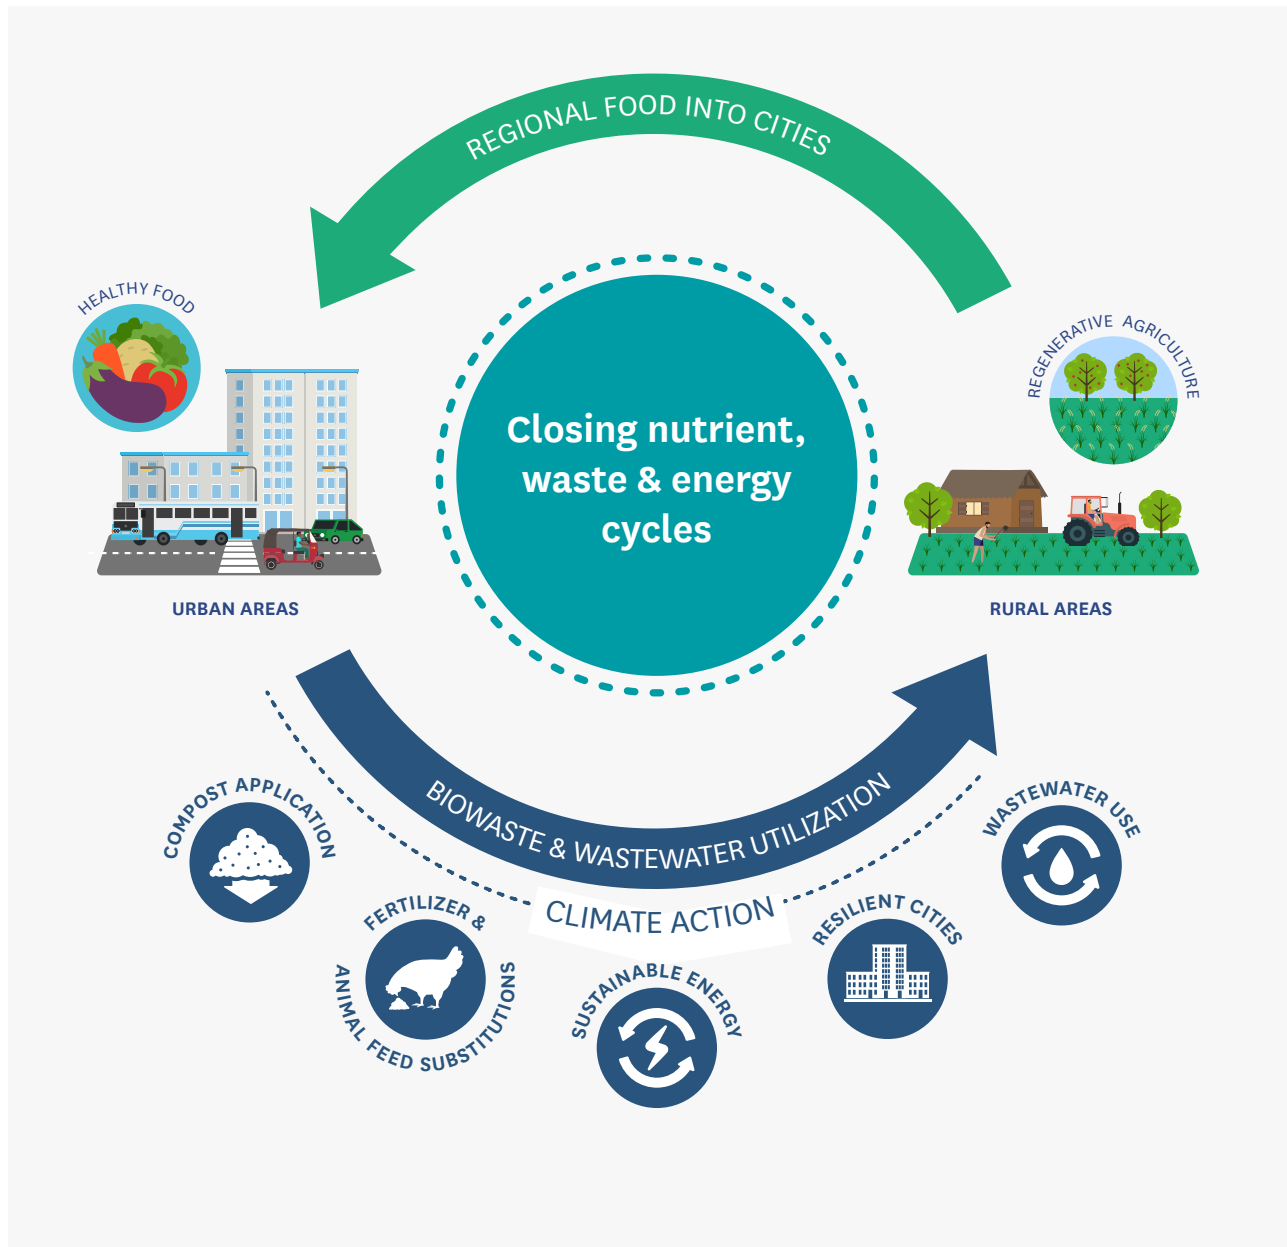 REGIONAL FOOD INTO CITIES
HEALTHY FOOD
REGENERATIVE AGRICULTURE
Closing nutrient,
waste & energy
cycles
URBAN AREAS
RURAL AREAS
BIOWASTE & WASTEWATER UTILIZATION
CLIMATE ACTION
COMPOST APPLICATION
FERTILIZER &
ANIMAL FEED SUBSTITUTIONS
SUSTAINABLE ENERGY
RESILIENT CITIES
WASTEWATER USE